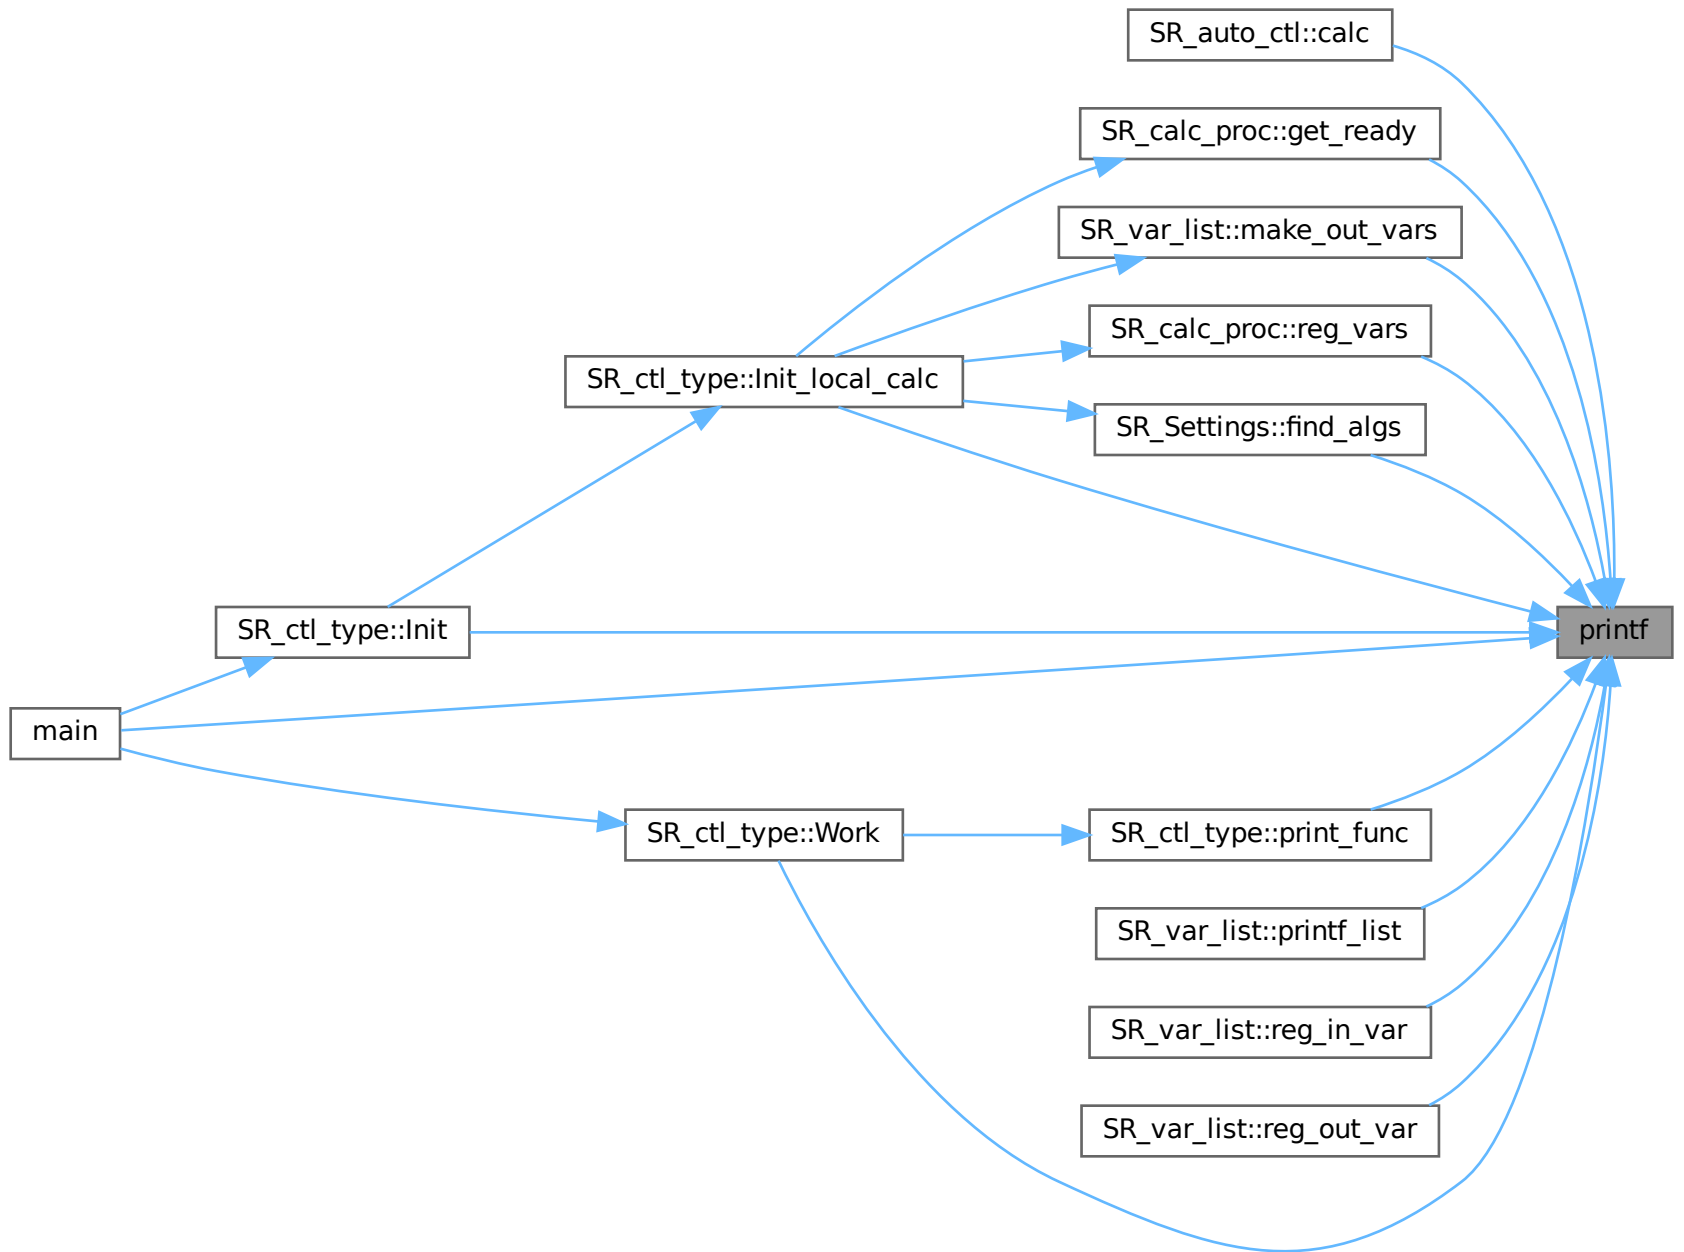 SR_auto_ctl::calc
SR_calc_proc::get_ready
SR_var_list::make_out_vars
SR_calc_proc::reg_vars
SR_ctl_type::Init_local_calc
SR_Settings::find_algs
SR_ctl_type::Init
printf
main
SR_ctl_type::Work
SR_ctl_type::print_func
SR_var_list::printf_list
SR_var_list::reg_in_var
SR_var_list::reg_out_var